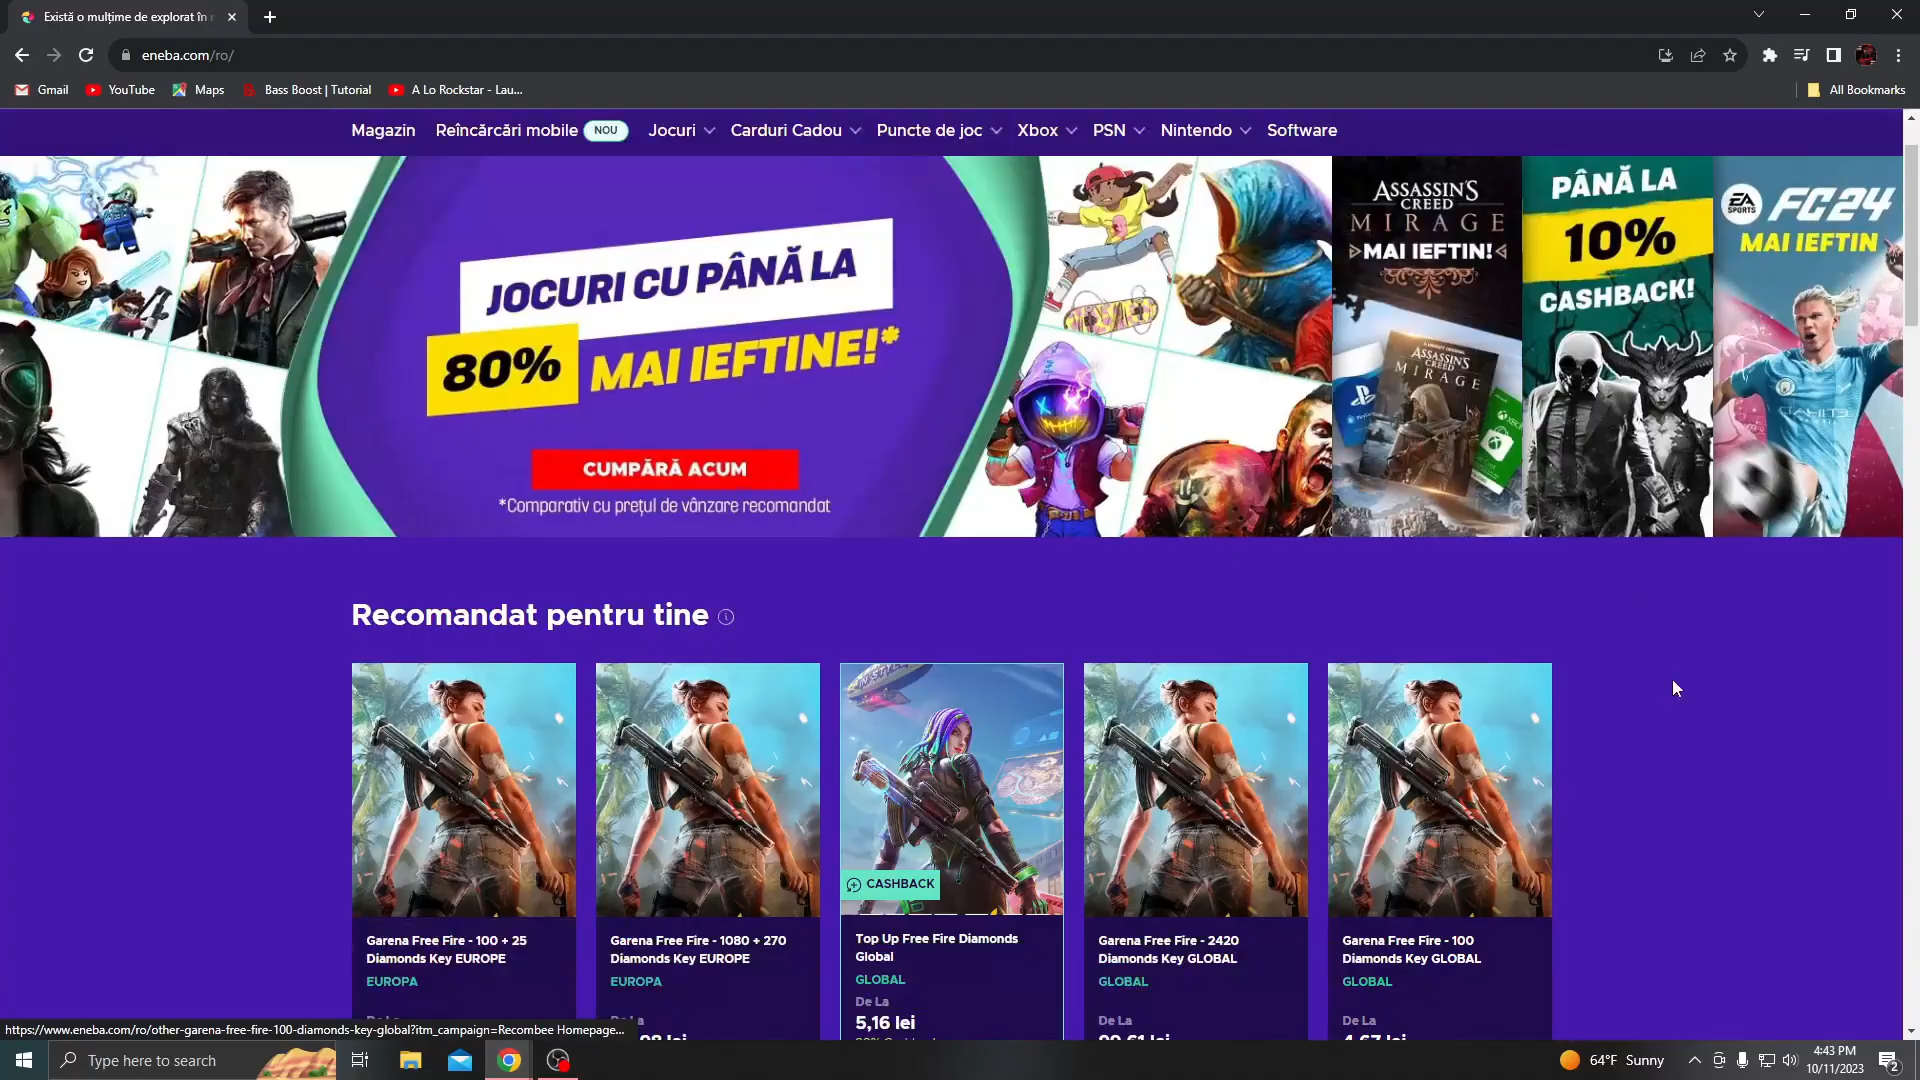 Există o mulțime de explorat în
eneba.com/ro/
Gmail
YouTube
Maps
Bass Boost | Tutorial
A Lo Rockstar - Lau...
All Bookmarks
Magazin
Reîncărcări mobile
NOU
Jocuri
Carduri Cadou
Puncte de joc
Xbox
PSN
Nintendo
Software
JOCURI CU PÂNĂ LA
80%
MAI IEFTINE!*
CUMPĂRĂ ACUM
*Comparativ cu prețul de vânzare recomandat
ASSASSIN'S
CREED
MIRAGE
MAI IEFTIN!
ASSASSIN'S
CREED
MIRAGE
PÂNĂ LA
10%
CASHBACK!
EA
SPORTS
FC24
MAI IEFTIN
Recomandat pentru tine
CASHBACK
Garena Free Fire - 100 + 25
Diamonds Key EUROPE
EUROPA
Garena Free Fire - 1080 + 270
Diamonds Key EUROPE
EUROPA
Top Up Free Fire Diamonds
Global
GLOBAL
De La
5,16 lei
Garena Free Fire - 2420
Diamonds Key GLOBAL
GLOBAL
De La
Garena Free Fire - 100
Diamonds Key GLOBAL
GLOBAL
De La
https://www.eneba.com/ro/other-garena-free-fire-100-diamonds-key-global?itm_campaign=Recombee Homepage...
Type here to search
64°F Sunny
4:43 PM
10/11/2023
2